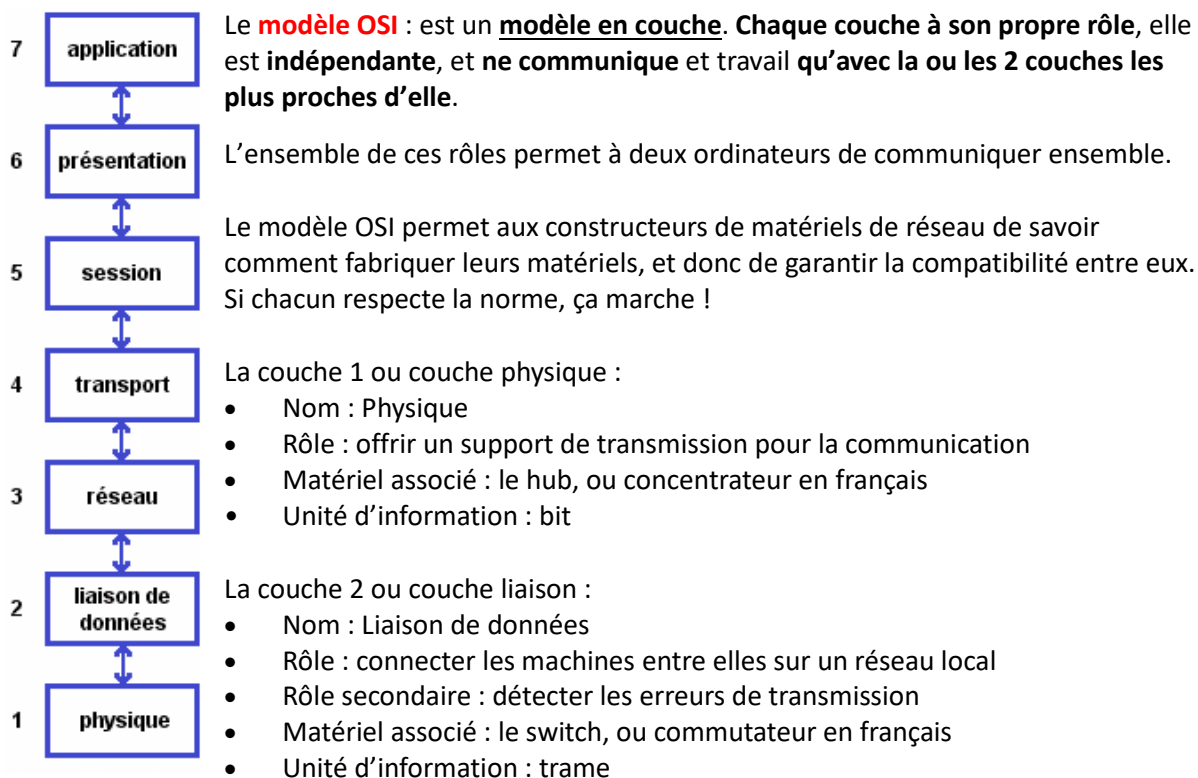 7
application
6
présentation
5
session
4
transport
3
réseau
2
liaison de
données
1
physique
Le modèle OSI : est un modèle en couche. Chaque couche à son propre rôle, elle
est indépendante, et ne communique et travail qu’avec la ou les 2 couches les
plus proches d’elle.
L’ensemble de ces rôles permet à deux ordinateurs de communiquer ensemble.
Le modèle OSI permet aux constructeurs de matériels de réseau de savoir
comment fabriquer leurs matériels, et donc de garantir la compatibilité entre eux.
Si chacun respecte la norme, ça marche !
La couche 1 ou couche physique :
• Nom : Physique
• Rôle : offrir un support de transmission pour la communication
• Matériel associé : le hub, ou concentrateur en français
• Unité d’information : bit
La couche 2 ou couche liaison :
• Nom : Liaison de données
• Rôle : connecter les machines entre elles sur un réseau local
• Rôle secondaire : détecter les erreurs de transmission
• Matériel associé : le switch, ou commutateur en français
• Unité d’information : trame